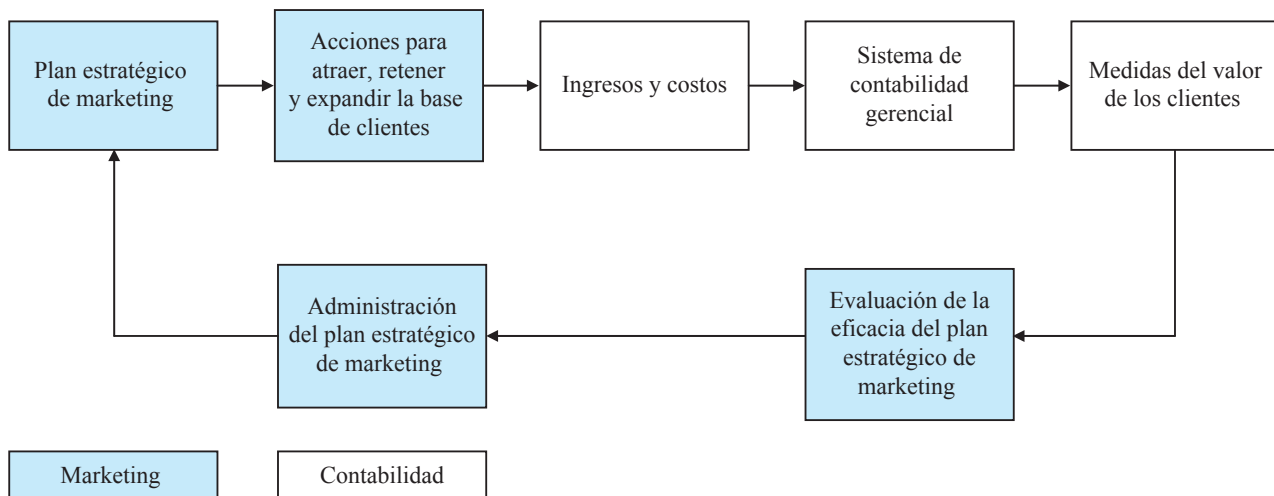 Plan estratégico
de marketing
Acciones para
atraer, retener
y expandir la base
de clientes
Ingresos y costos
Sistema de
contabilidad
gerencial
Medidas del valor
de los clientes
Administración
del plan estratégico
de marketing
Evaluación de la
eficacia del plan
estratégico de
marketing
Marketing
Contabilidad